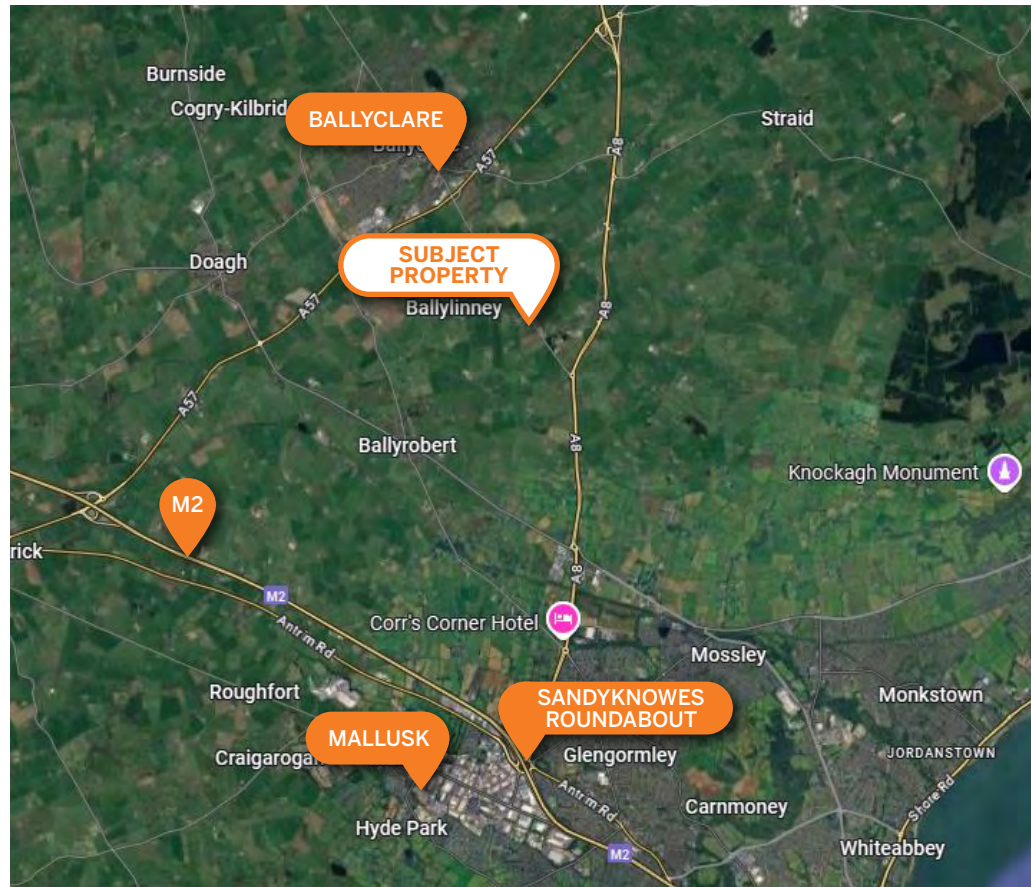 Burnside
Cogry-Kilbrid
BALLYCLARE
Straid
A57
A8
Doagh
SUBJECT
PROPERTY
Ballylinney
A57
A8
A57
Ballyrobert
A8
Knockagh Monument
M2
rick
M2
A8
Antrim Rd
Corr's Corner Hotel
Mossley
Roughfort
Monkstown
SANDYKNOWES
ROUNDABOUT
MALLUSK
Craigarogan
Glengormley
JORDANSTOWN
Antrim Rd
Carnmoney
Shore Rd
Hyde Park
M2
Whiteabbey